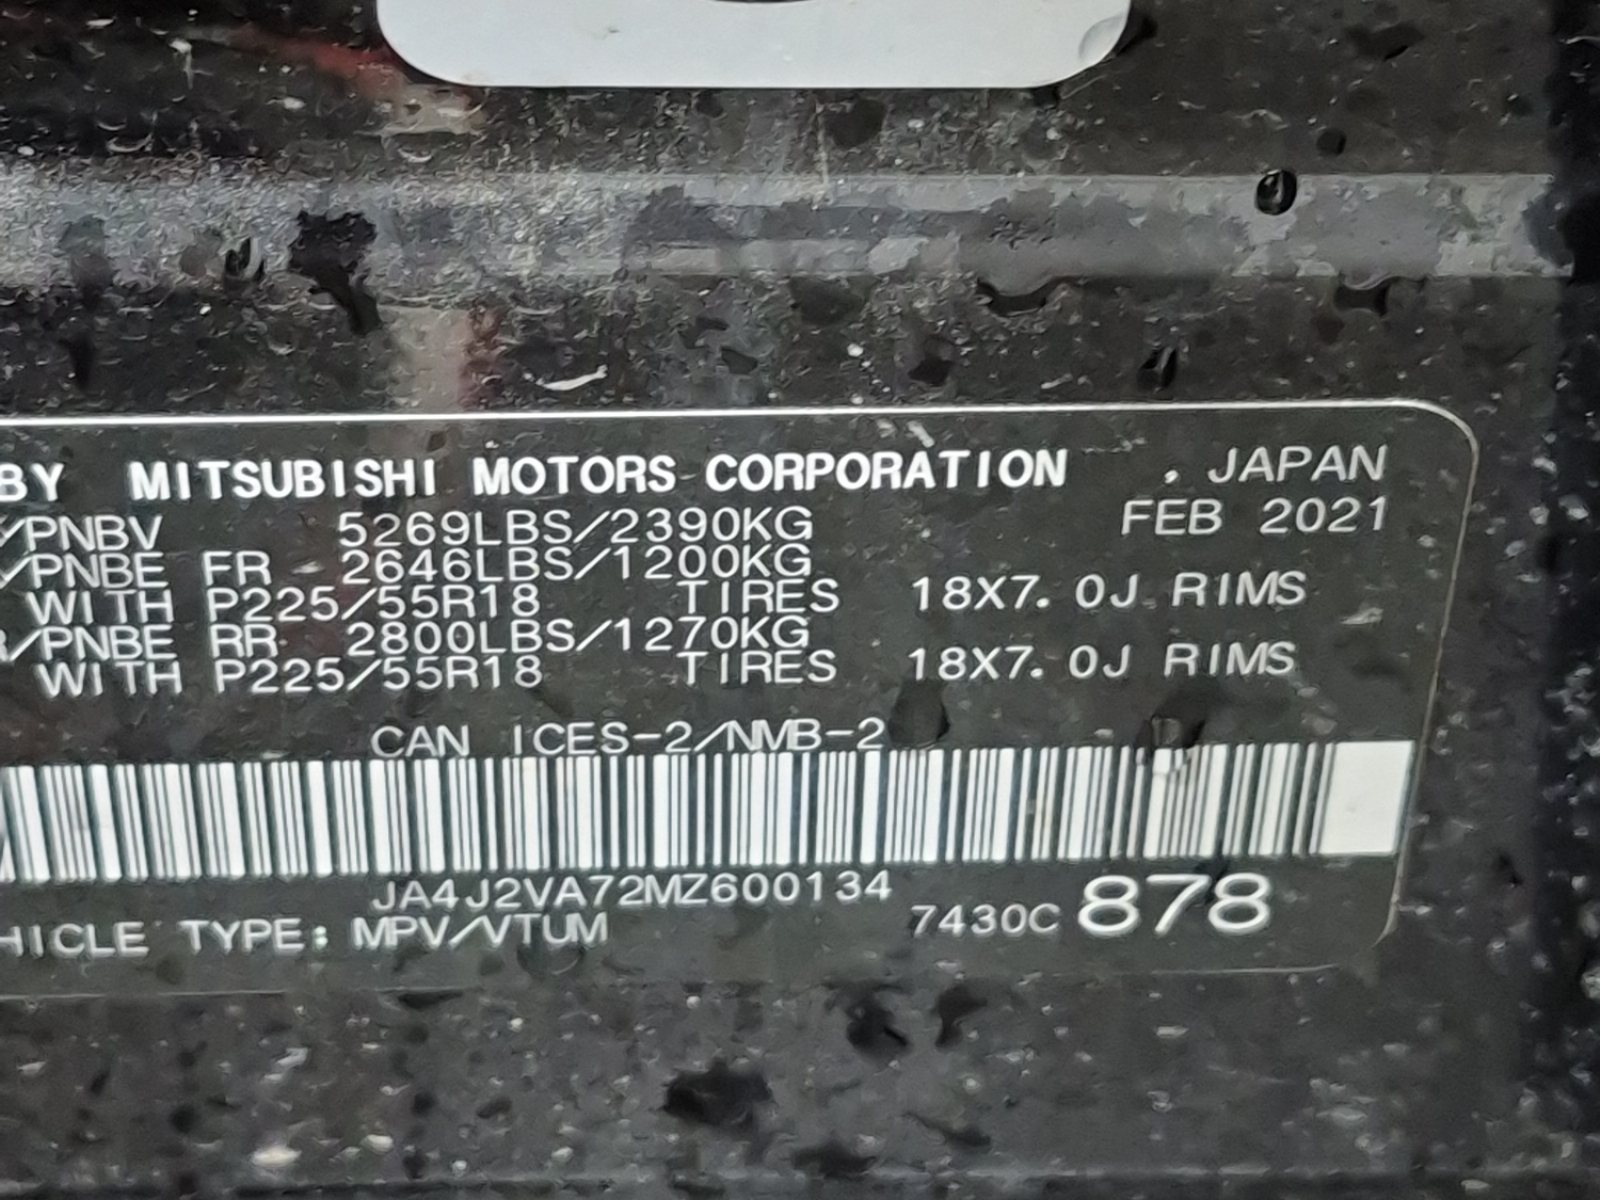 BY MITSUBISHI MOTORS CORPORATION , JAPAN
FEB 2021
/PNBV 5269LBS/2390KG
/PNBE FR 2646LBS/1200KG
WITH P225/55R18 TIRES 18X7.0J RIMS
R/PNBE RR 2800LBS/1270KG
WITH P225/55R18 TIRES 18X7.0J RIMS
CAN ICES-2/NMB-2
JA4J2VA72MZ600134
HICLE TYPE: MPV/VTUM 7430C 878